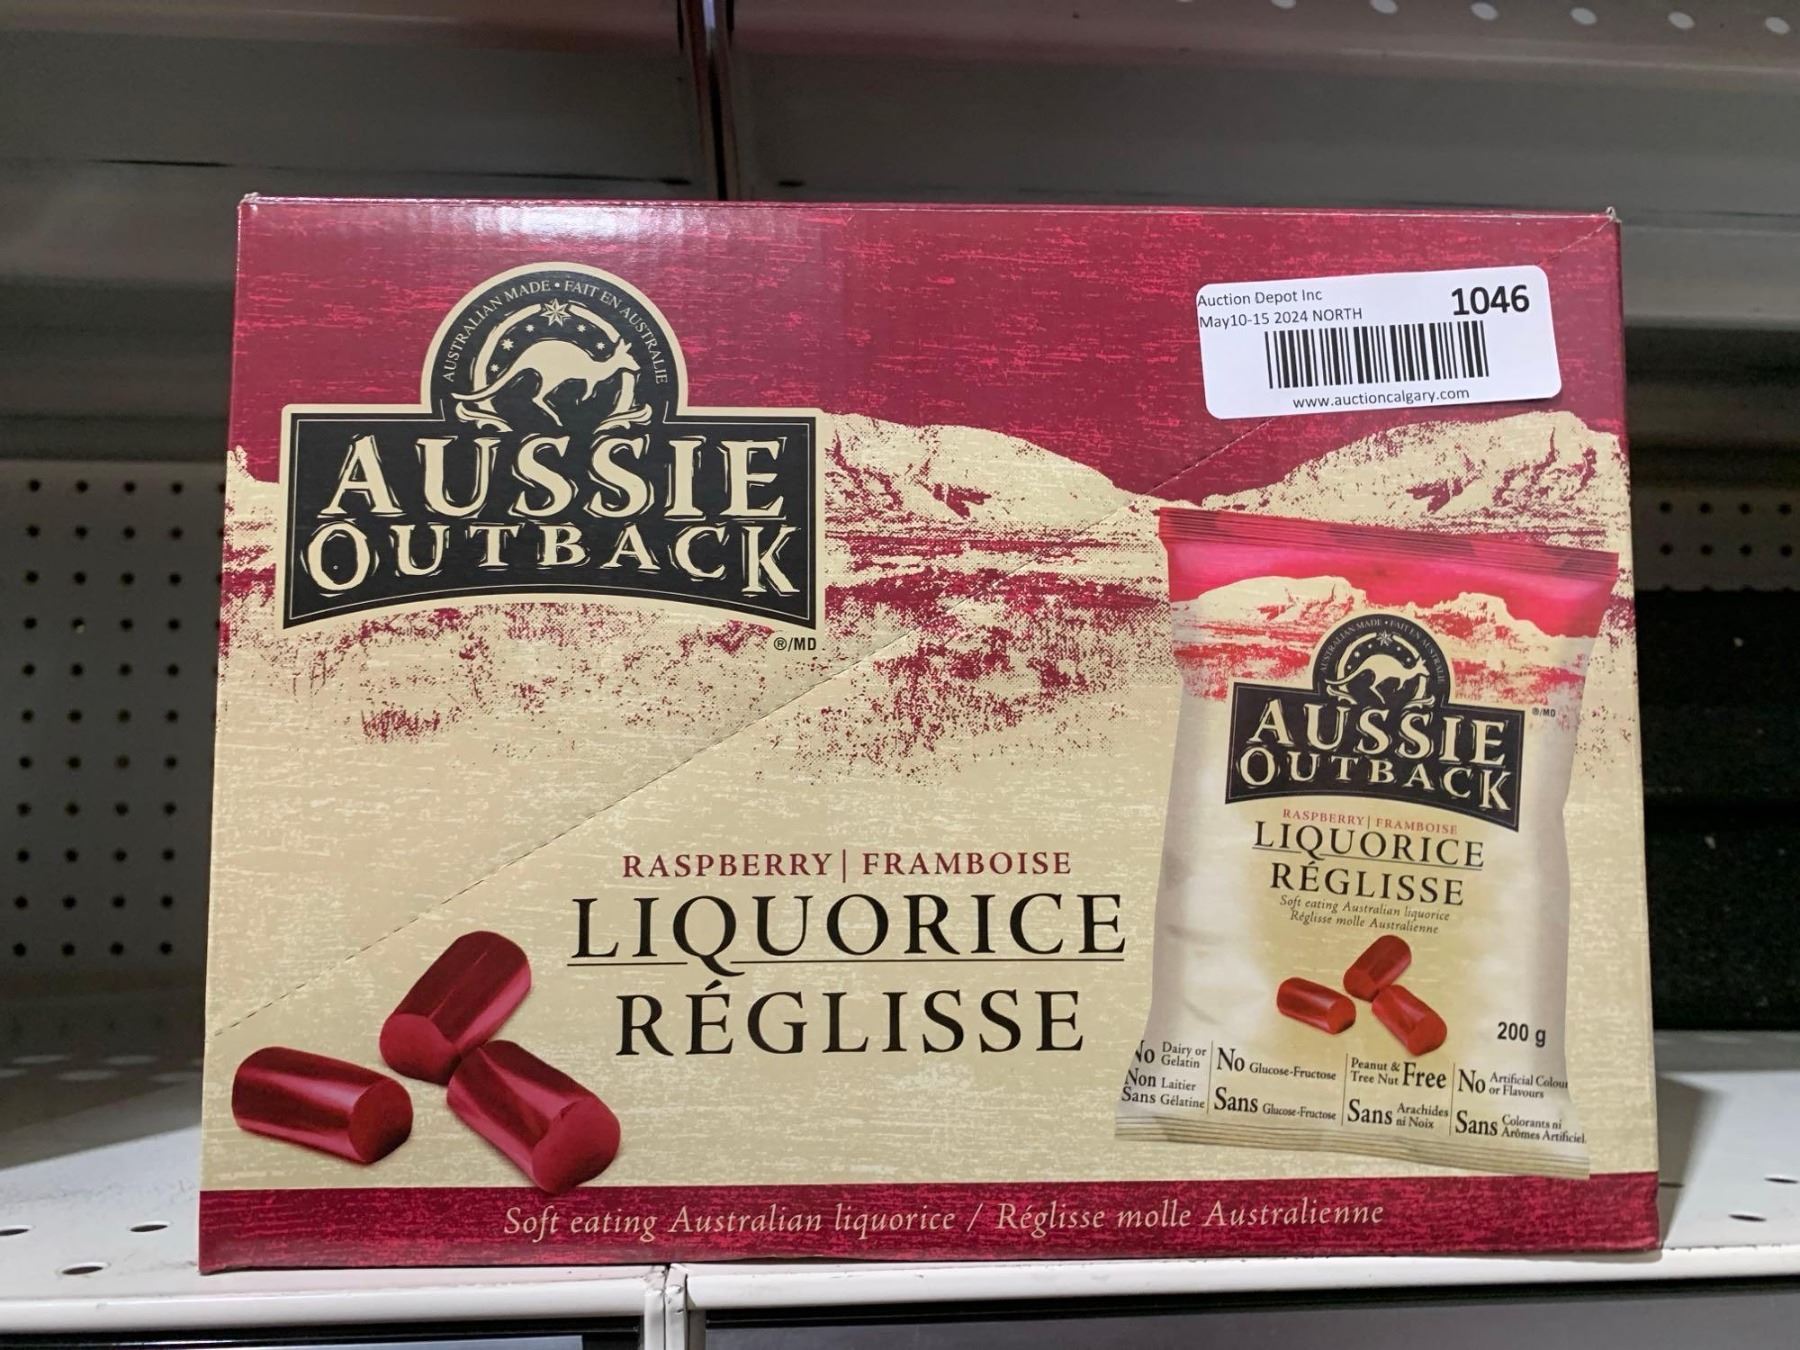 AUSTRALIAN MADE • FAIT EN AUSTRALIE
AUSSIE
OUTBACK
®/MD
Auction Depot Inc
May10-15 2024 NORTH
1046
www.auctioncalgary.com
RASPBERRY | FRAMBOISE
LIQUORICE
RÉGLISSE
Soft eating Australian liquorice / Réglisse molle Australienne
AUSTRALIAN MADE • FAIT EN AUSTRALIE
AUSSIE
OUTBACK
®/MD
RASPBERRY | FRAMBOISE
LIQUORICE
RÉGLISSE
Soft eating Australian liquorice
Réglisse molle Australienne
200 g
No Dairy or Gelatin
Non Laitier
Sans Gélatine
No Glucose-Fructose
Sans Glucose-Fructose
Peanut & Tree Nut Free
Sans Arachides ni Noix
No Artificial Colour or Flavours
Sans Colorants ni Arômes Artificiel